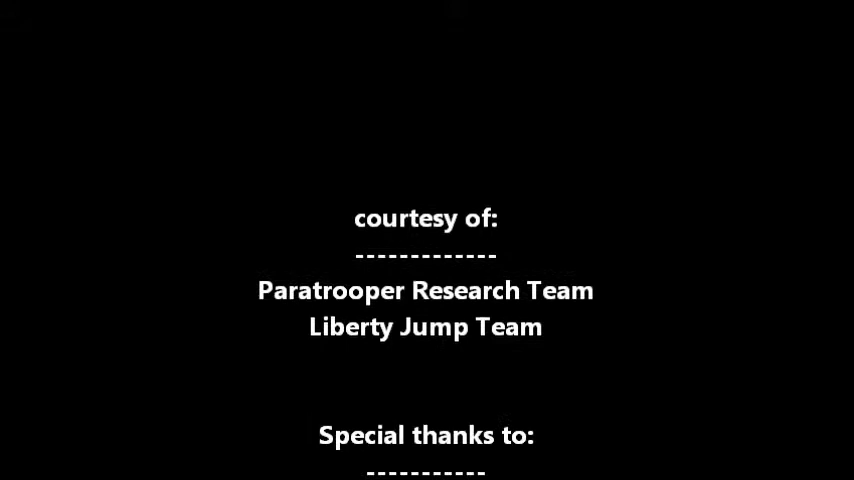 courtesy of:
-------------
Paratrooper Research Team
Liberty Jump Team
Special thanks to:
-----------